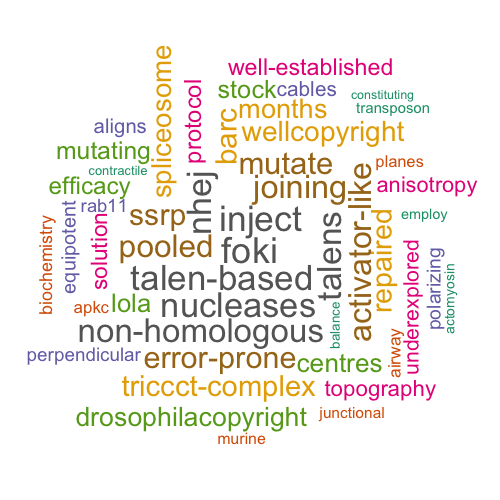 well-established
stock
cables
constituting
transposon
spliceosome
protocol
barc
months
wellcopyright
aligns
mutating
contractile
efficacy
rab11
nhej
mutate
joining
planes
anisotropy
activator-like
employ
biochemistry
equipotent
solution
ssrp
inject
talens
repaired
underexplored
polarizing
actomyosin
pooled
foki
talen-based
apkc
lola
nucleases
non-homologous
balance
airway
perpendicular
error-prone
centres
triccct-complex
topography
drosophilacopyright
junctional
murine